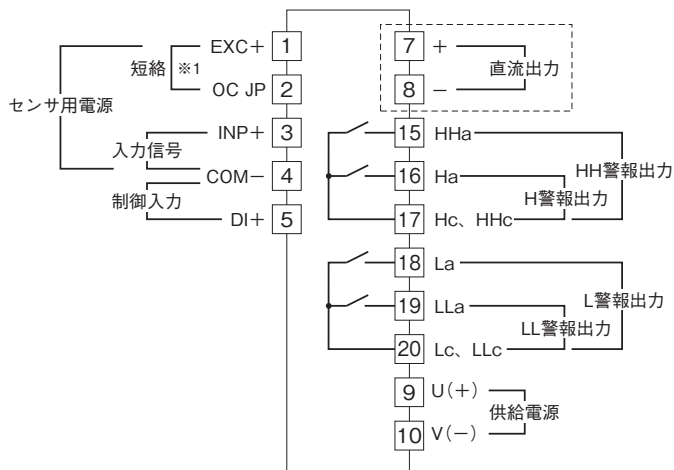 EXC+ 1
短絡 ※1
OC JP 2
センサ用電源
INP+ 3
入力信号
COM− 4
制御入力
DI+ 5
7 +
直流出力
8 −
15 HHa
HH警報出力
16 Ha
H警報出力
17 Hc、HHc
18 La
L警報出力
19 LLa
LL警報出力
20 Lc、LLc
9 U(+)
供給電源
10 V(−)